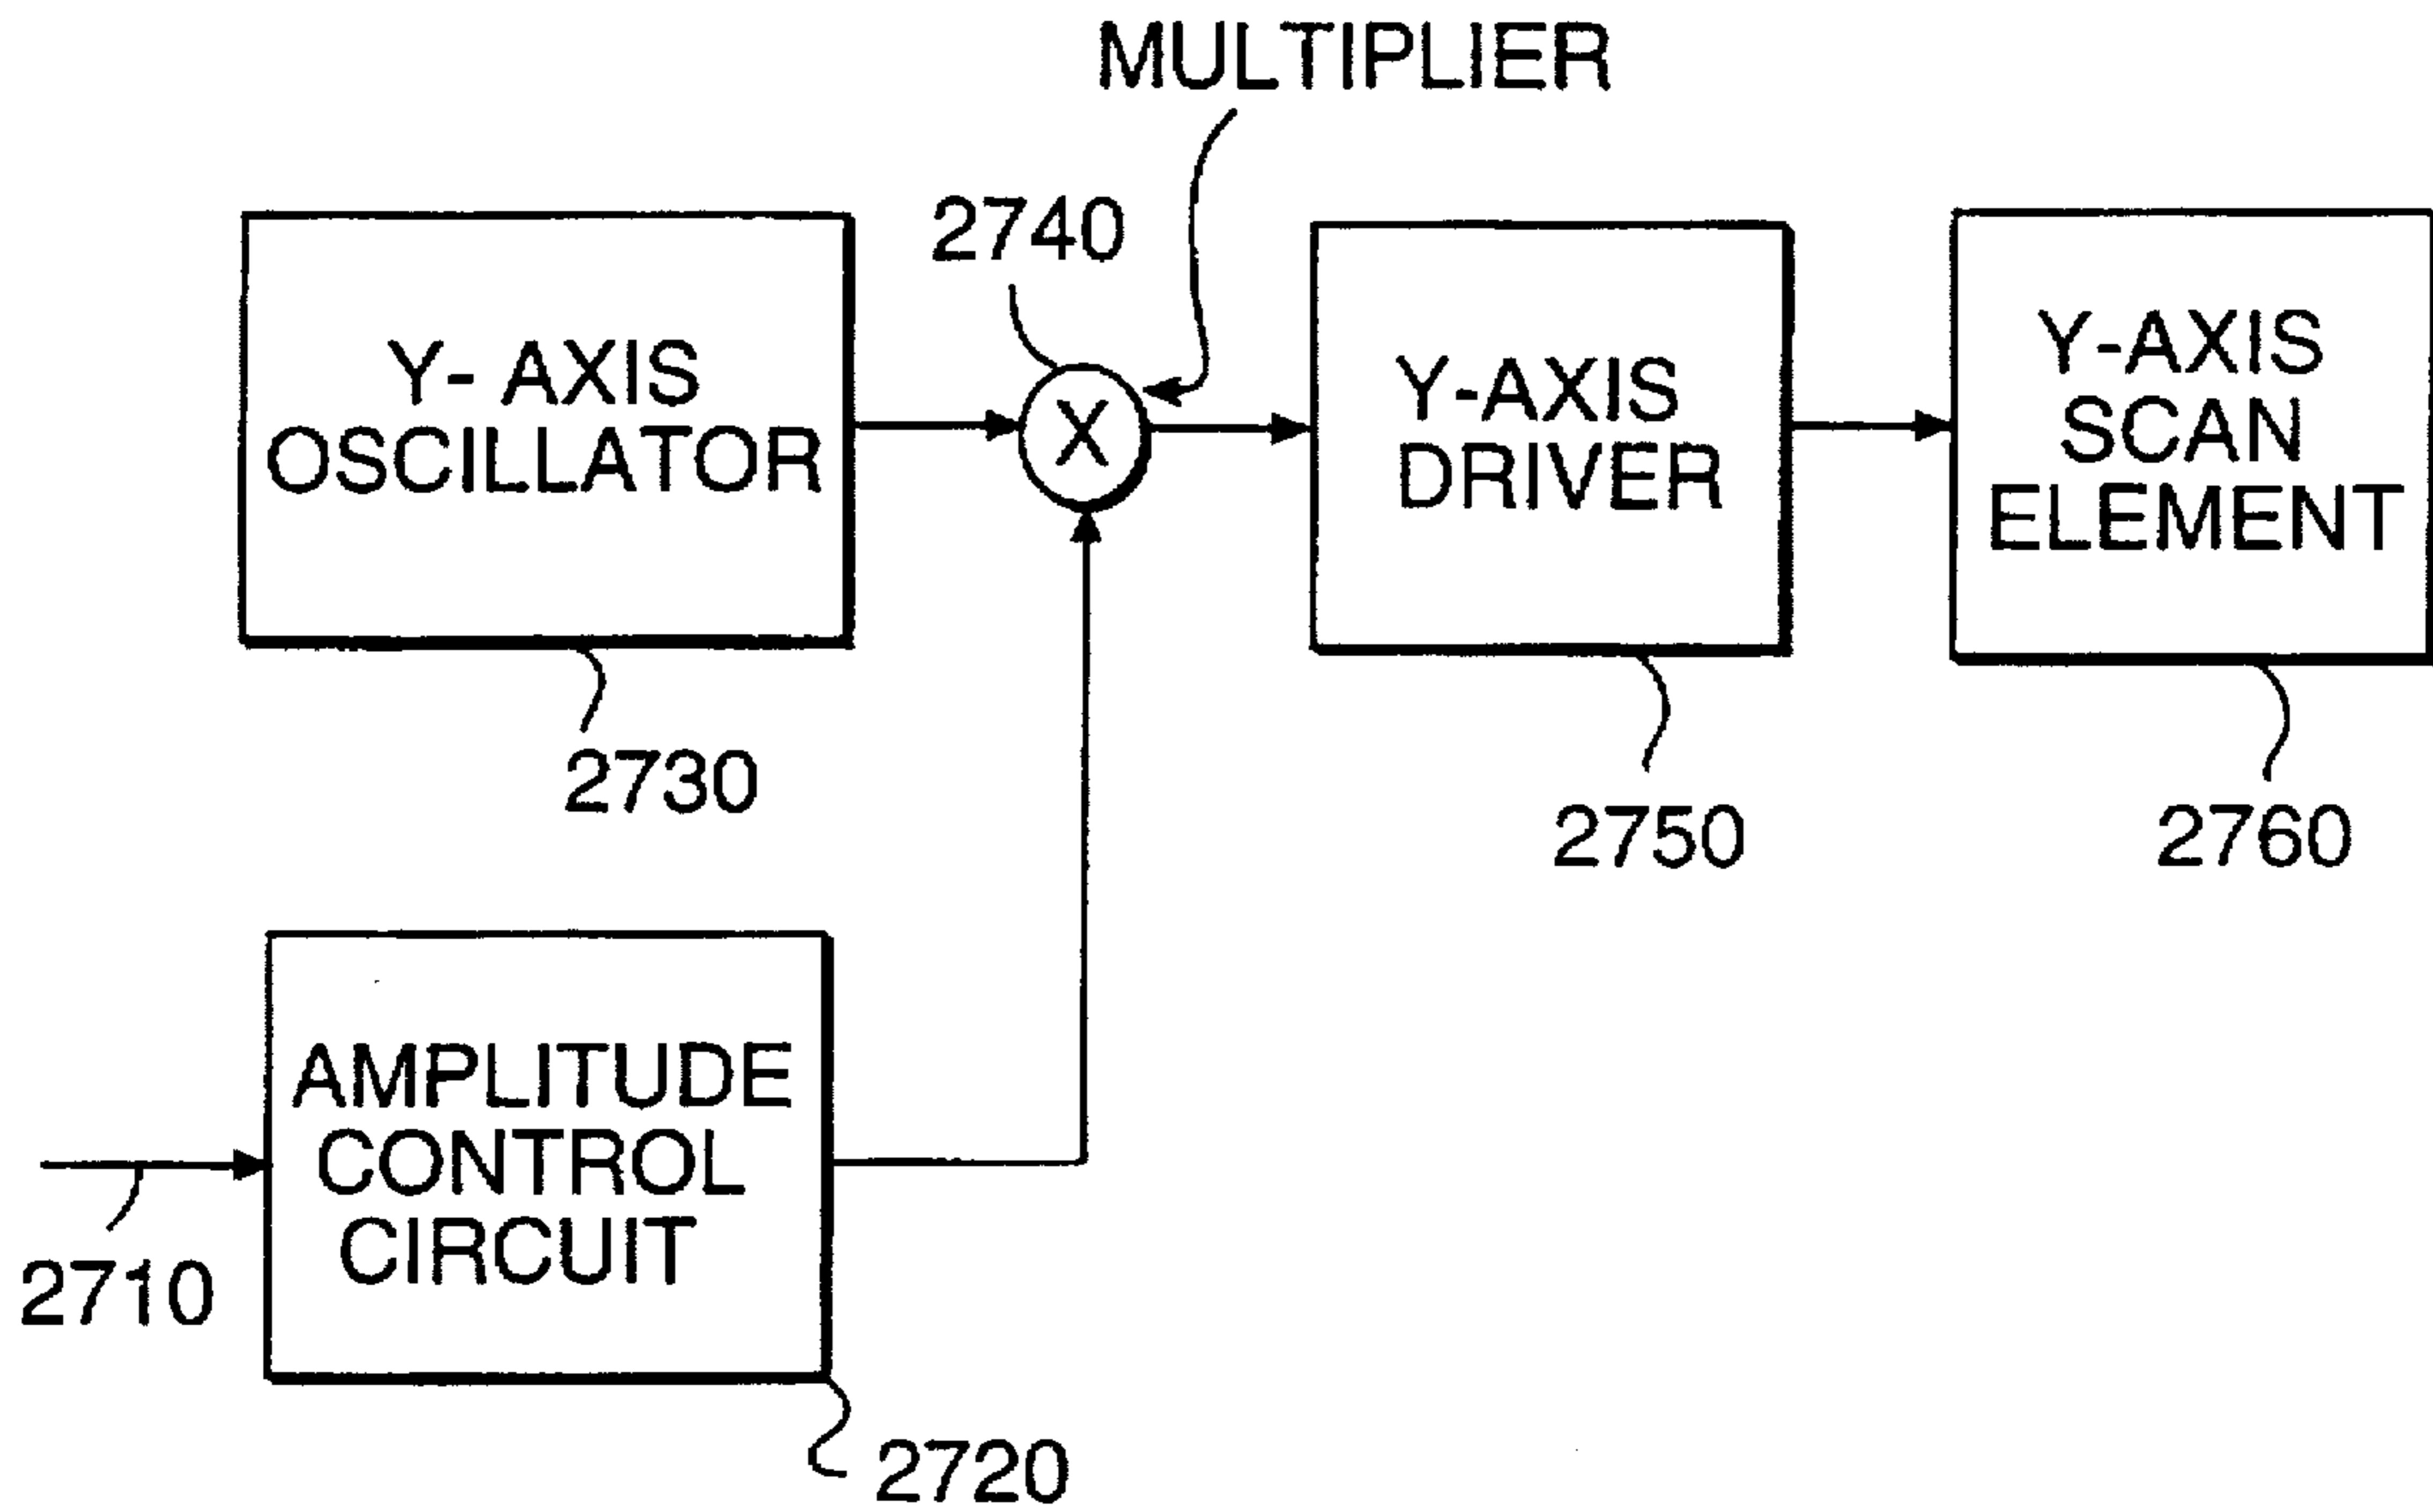 MULTIPLIER
2740
Y- AXIS
OSCILLATOR
X
Y-AXIS
DRIVER
Y-AXIS
SCAN
ELEMENT
2730
2750
2760
AMPLITUDE
CONTROL
CIRCUIT
2710
2720